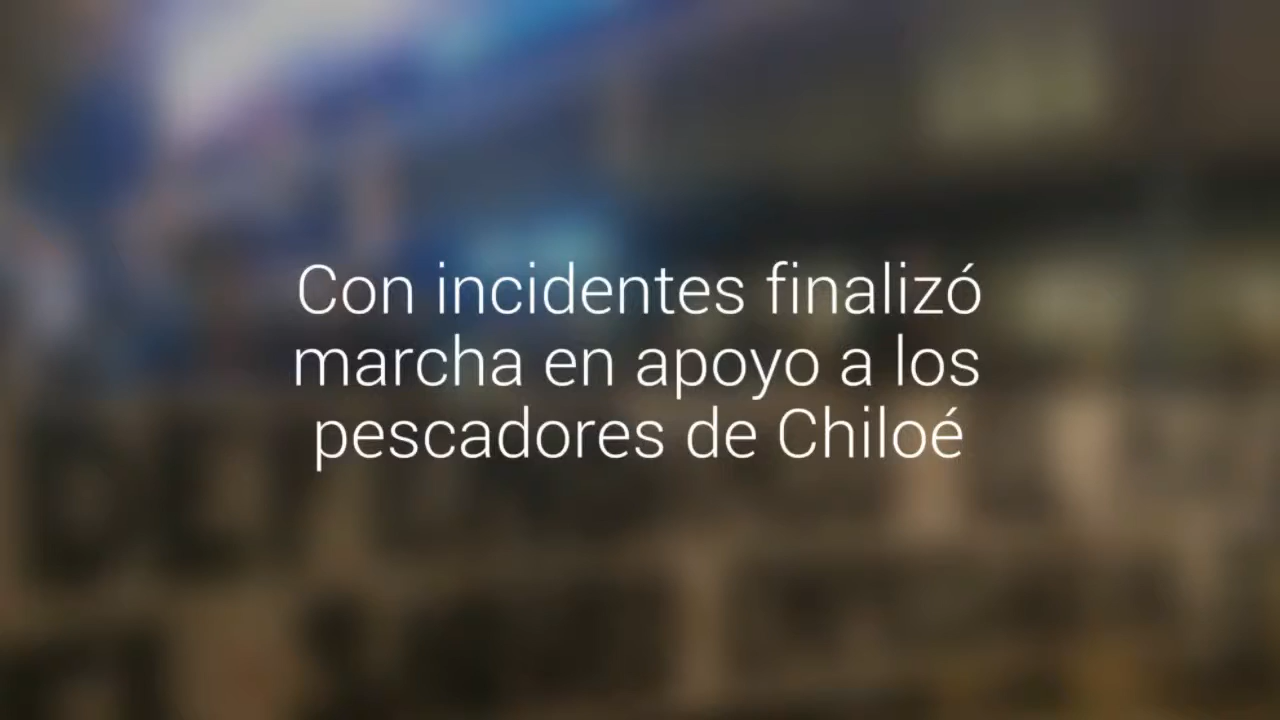 Con incidentes finalizó
marcha en apoyo a los
pescadores de Chiloé